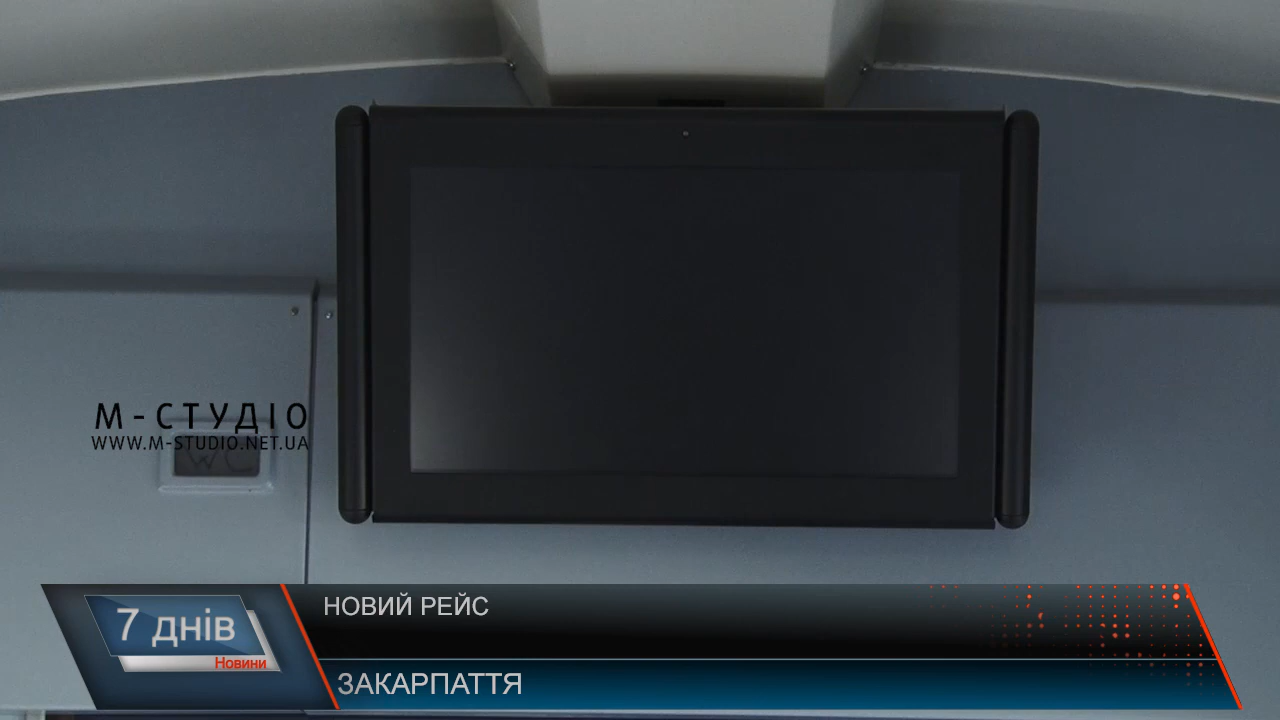 М-СТУДІО
WWW.M-STUDIO.NET.UA
WC
НОВИЙ РЕЙС
7 днів
Новини
ЗАКАРПАТТЯ